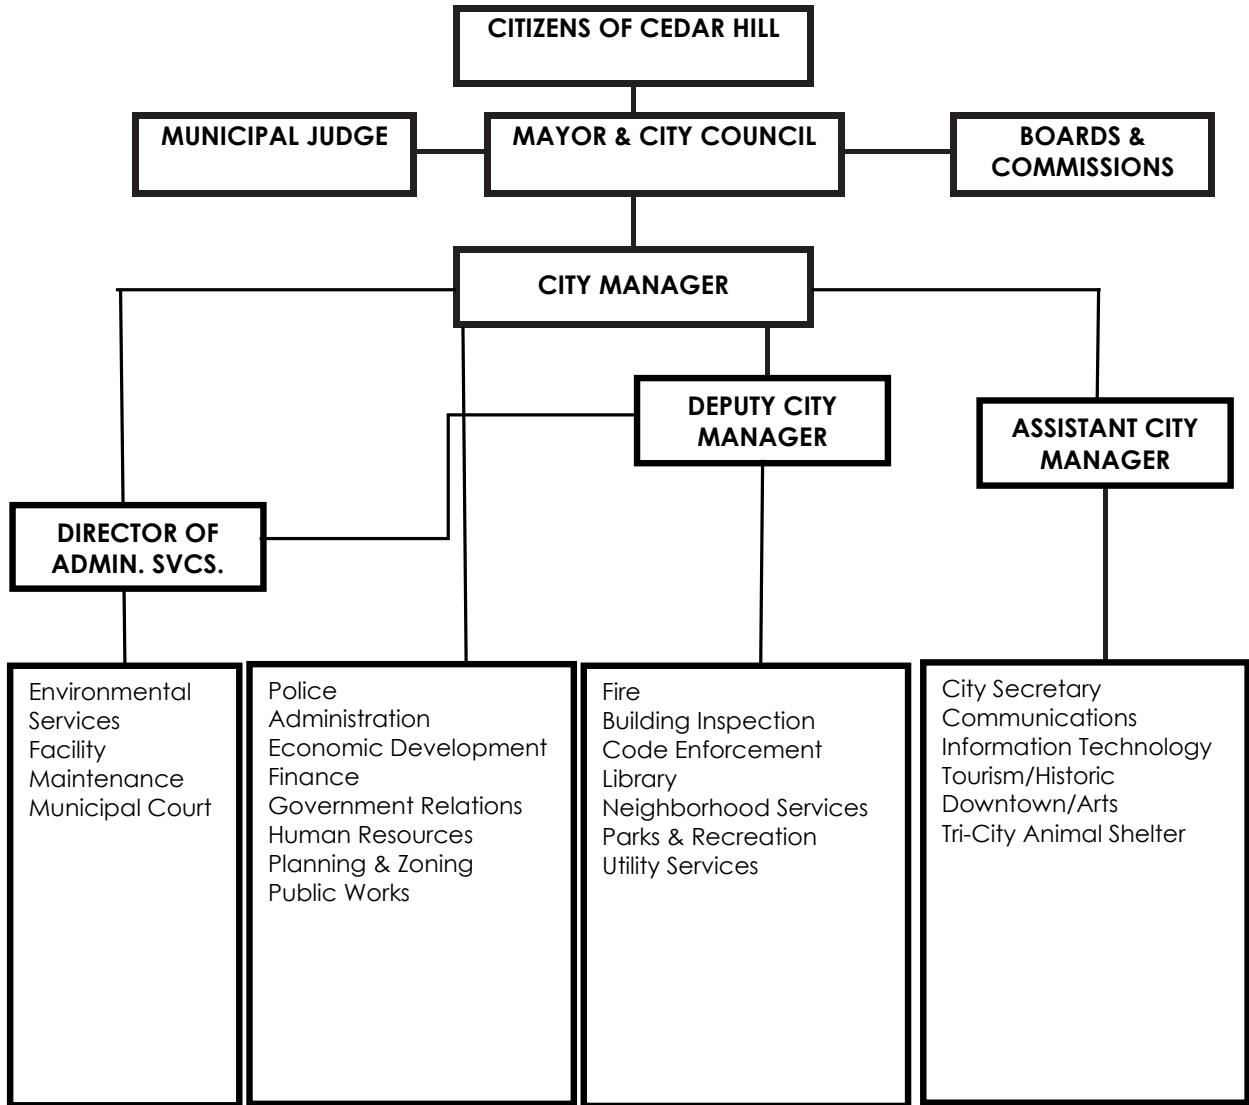 CITIZENS OF CEDAR HILL
MUNICIPAL JUDGE
MAYOR & CITY COUNCIL
BOARDS &
COMMISSIONS
CITY MANAGER
DEPUTY CITY
MANAGER
ASSISTANT CITY
MANAGER
DIRECTOR OF
ADMIN. SVCS.
Environmental
Services
Facility
Maintenance
Municipal Court
Police
Administration
Economic Development
Finance
Government Relations
Human Resources
Planning & Zoning
Public Works
Fire
Building Inspection
Code Enforcement
Library
Neighborhood Services
Parks & Recreation
Utility Services
City Secretary
Communications
Information Technology
Tourism/Historic
Downtown/Arts
Tri-City Animal Shelter